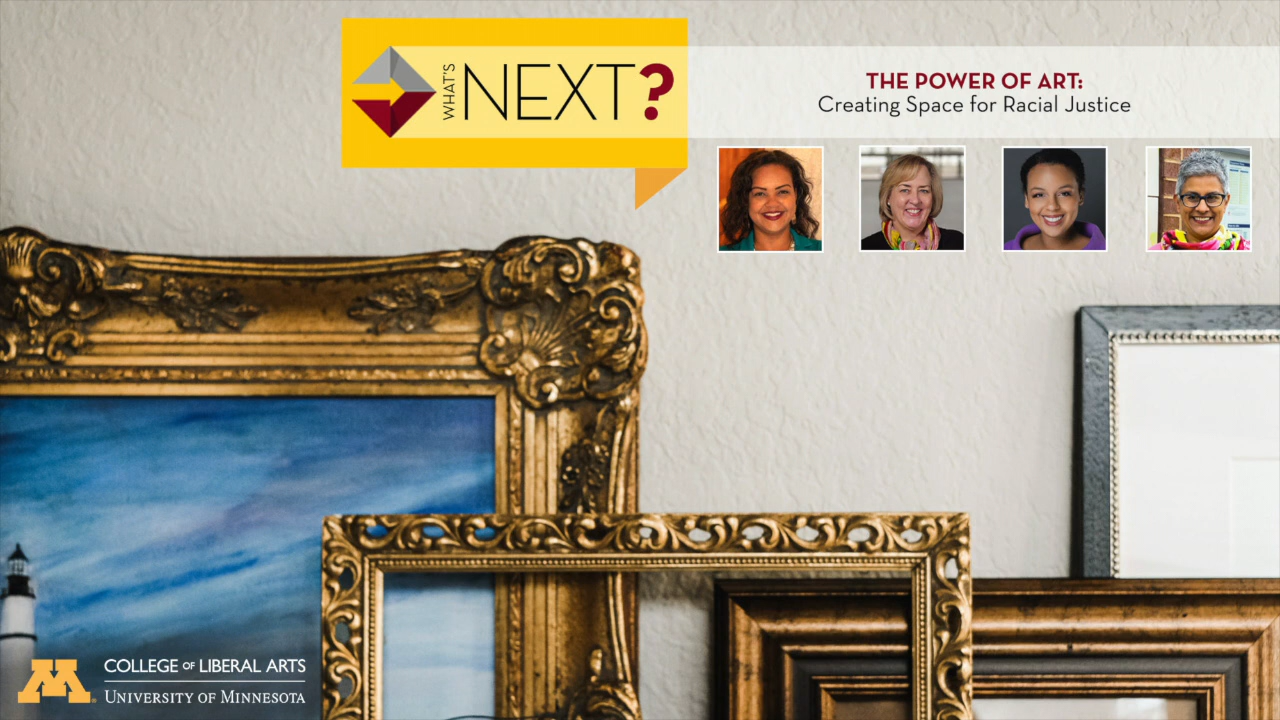 WHAT'S NEXT?
THE POWER OF ART:
Creating Space for Racial Justice
M
COLLEGE OF LIBERAL ARTS
UNIVERSITY OF MINNESOTA